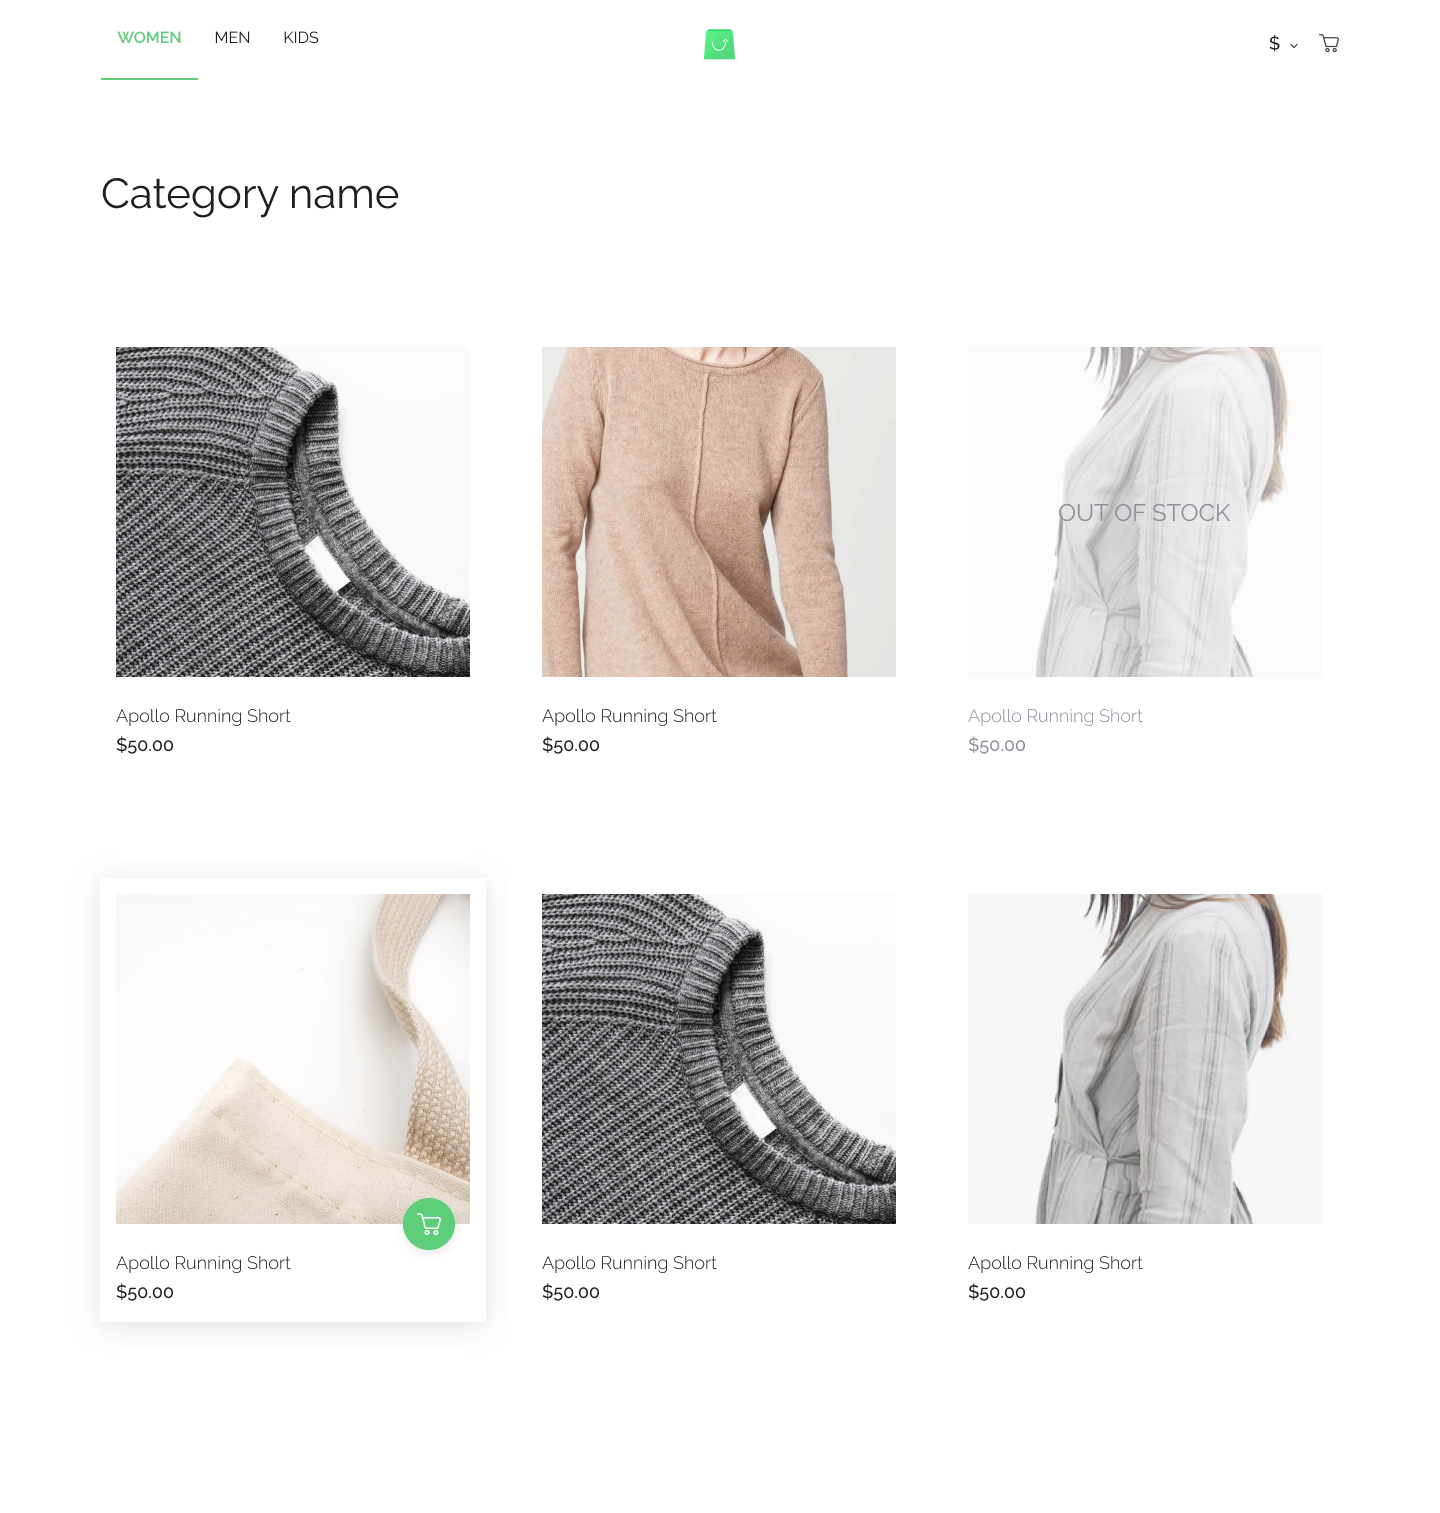 WOMEN MEN KIDS $
Category name
OUT OF STOCK
Apollo Running Short
$50.00
Apollo Running Short
$50.00
Apollo Running Short
$50.00
Apollo Running Short
$50.00
Apollo Running Short
$50.00
Apollo Running Short
$50.00